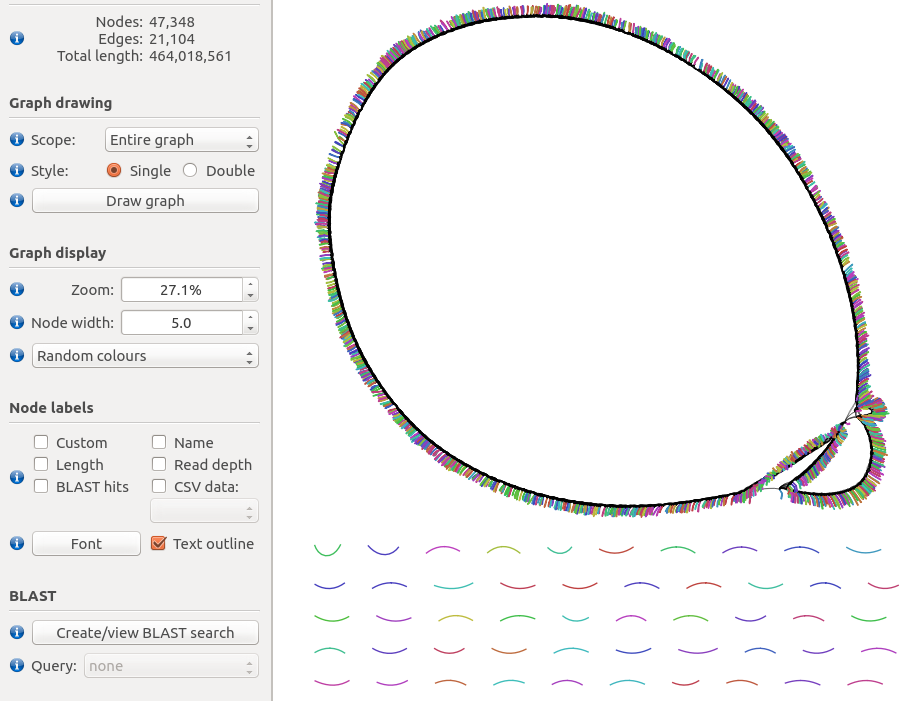 Nodes: 47,348
Edges: 21,104
Total length: 464,018,561
Graph drawing
Scope: Entire graph
Style: Single Double
Draw graph
Graph display
Zoom: 27.1%
Node width: 5.0
Random colours
Node labels
Custom Name
Length Read depth
BLAST hits CSV data:
Font Text outline
BLAST
Create/view BLAST search
Query: none